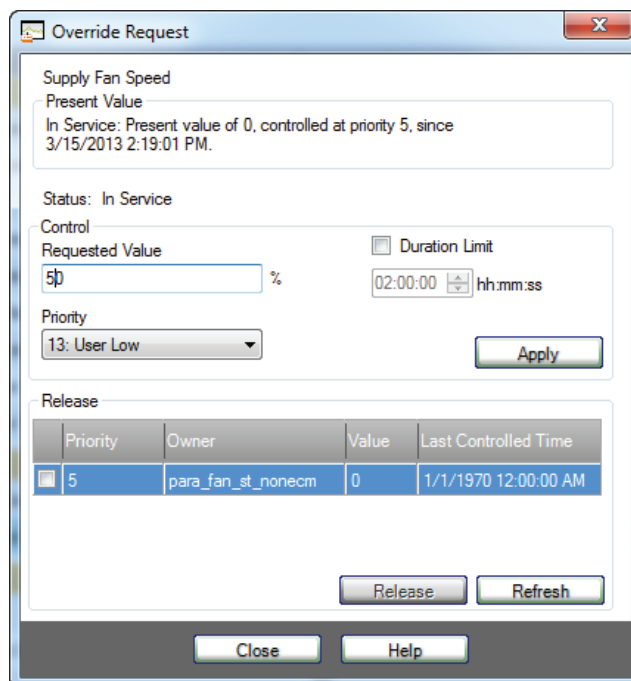 Override Request
Supply Fan Speed
Present Value
In Service: Present value of 0, controlled at priority 5, since
3/15/2013 2:19:01 PM.
Status: In Service
Control
Requested Value
50 %
Duration Limit
02:00:00 hh:mm:ss
Priority
13: User Low
Apply
Release
Priority Owner Value Last Controlled Time
5 para_fan_st_nonecm 0 1/1/1970 12:00:00 AM
Release Refresh
Close Help